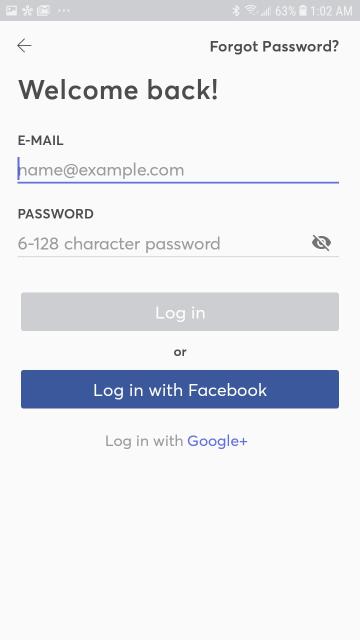 63% 1:02 AM
Forgot Password?
Welcome back!
E-MAIL
name@example.com
PASSWORD
6-128 character password
Log in
or
Log in with Facebook
Log in with Google+